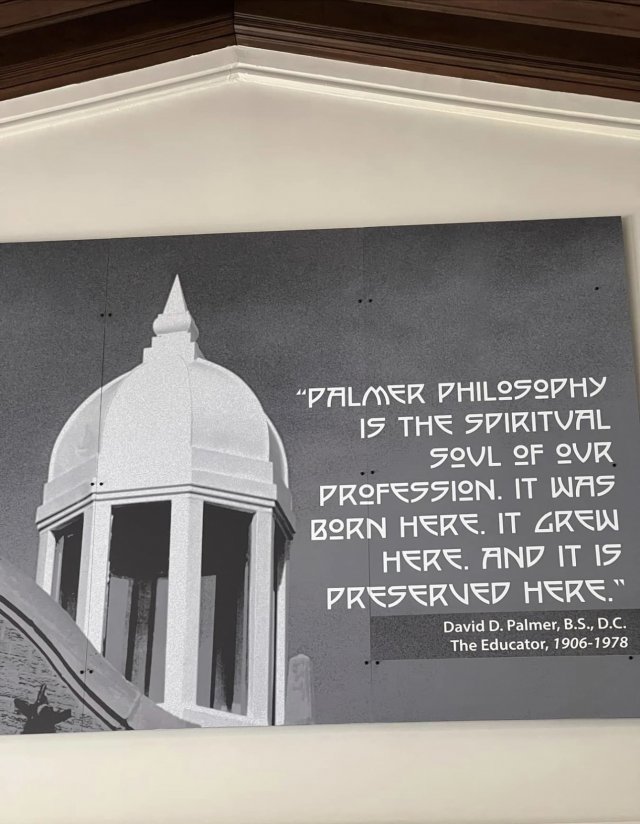 “PALMER PHILOSOPHY
IS THE SPIRITUAL
SOUL OF OUR
PROFESSION. IT WAS
BORN HERE. IT GREW
HERE. AND IT IS
PRESERVED HERE.”
David D. Palmer, B.S., D.C.
The Educator, 1906-1978